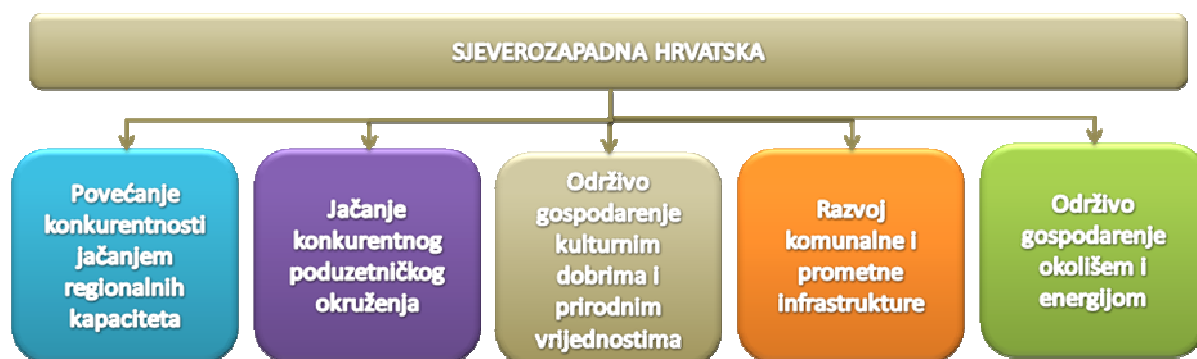 SJEVEROZAPADNA HRVATSKA
Povećanje
konkurentnosti
jačanjem
regionalnih
kapaciteta
Jačanje
konkurentnog
poduzetničkog
okruženja
Održivo
gospodarenje
kulturnim
dobrima i
prirodnim
vrijednostima
Razvoj
komunalne i
prometne
infrastrukture
Održivo
gospodarenje
okolišem i
energijom